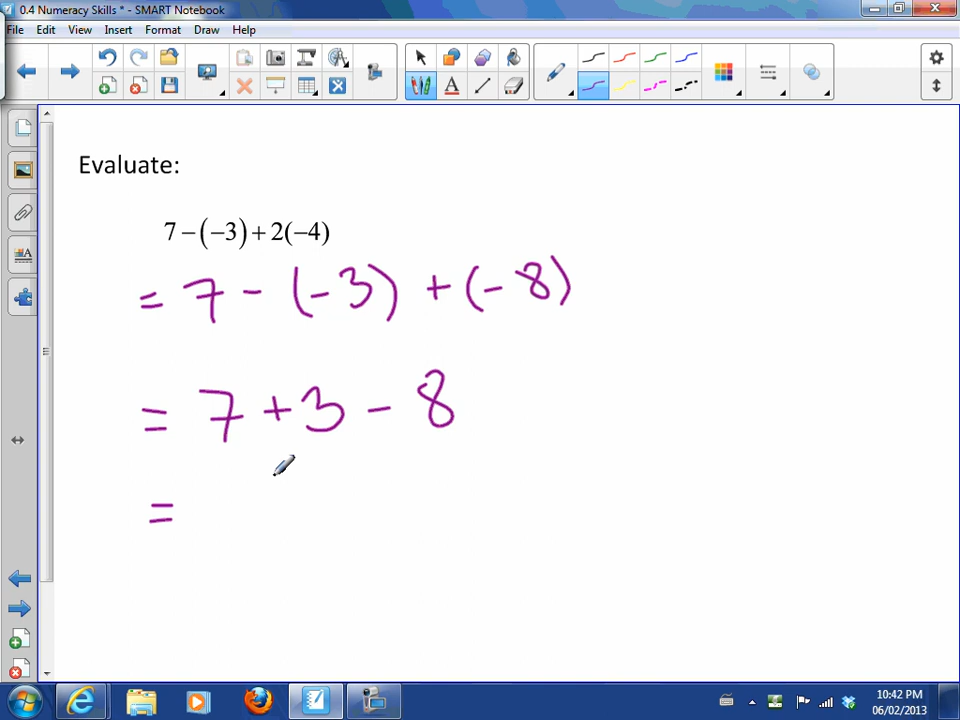 0.4 Numeracy Skills * - SMART Notebook
File Edit View Insert Format Draw Help
Evaluate:
7 − (−3) + 2(−4)
= 7 - (-3) + (-8)
= 7 + 3 - 8
=
10:42 PM
06/02/2013